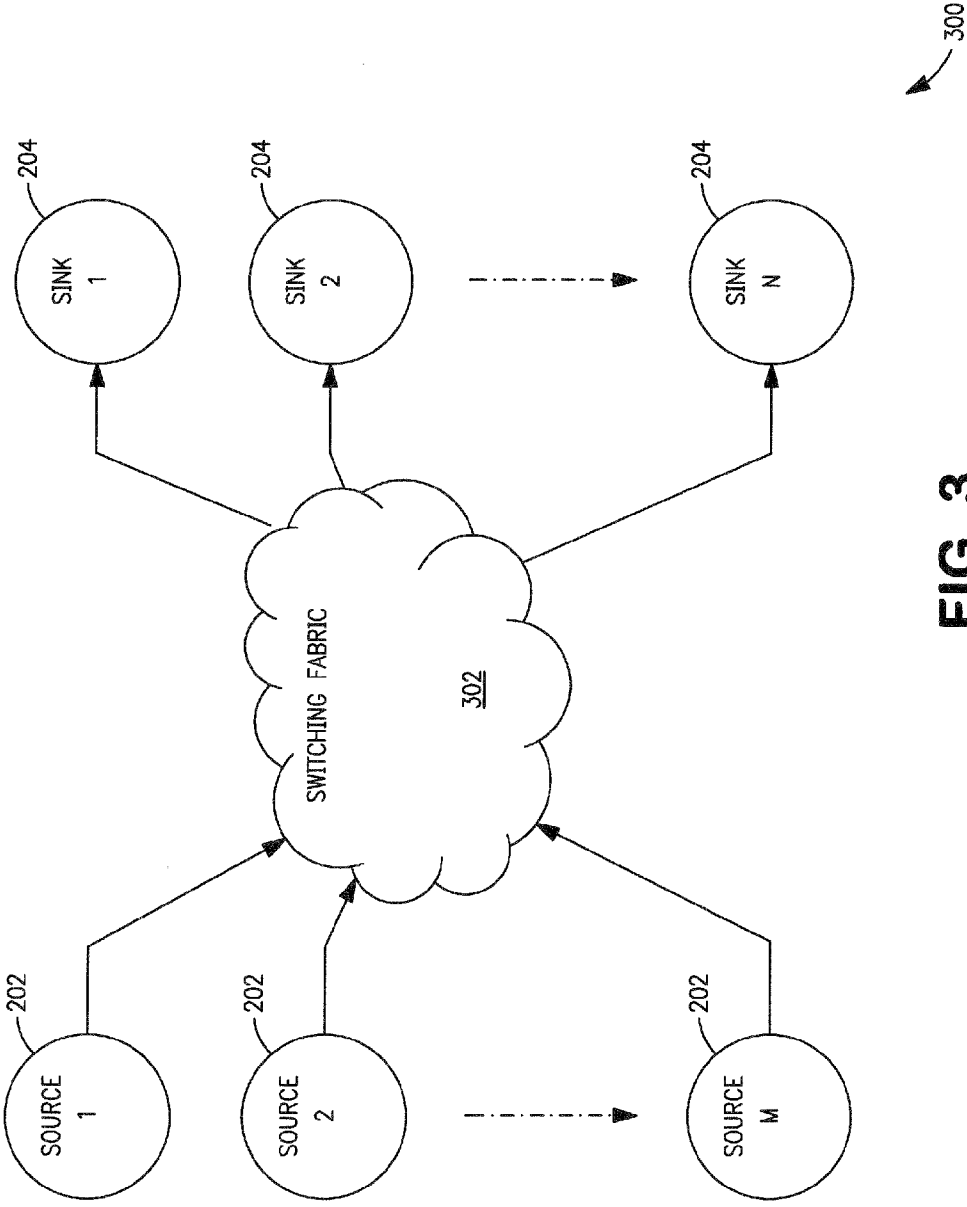 SOURCE
1
202
SOURCE
2
202
SOURCE
M
202
SWITCHING FABRIC
302
SINK
1
204
SINK
2
204
SINK
N
204
300
FIG. 3